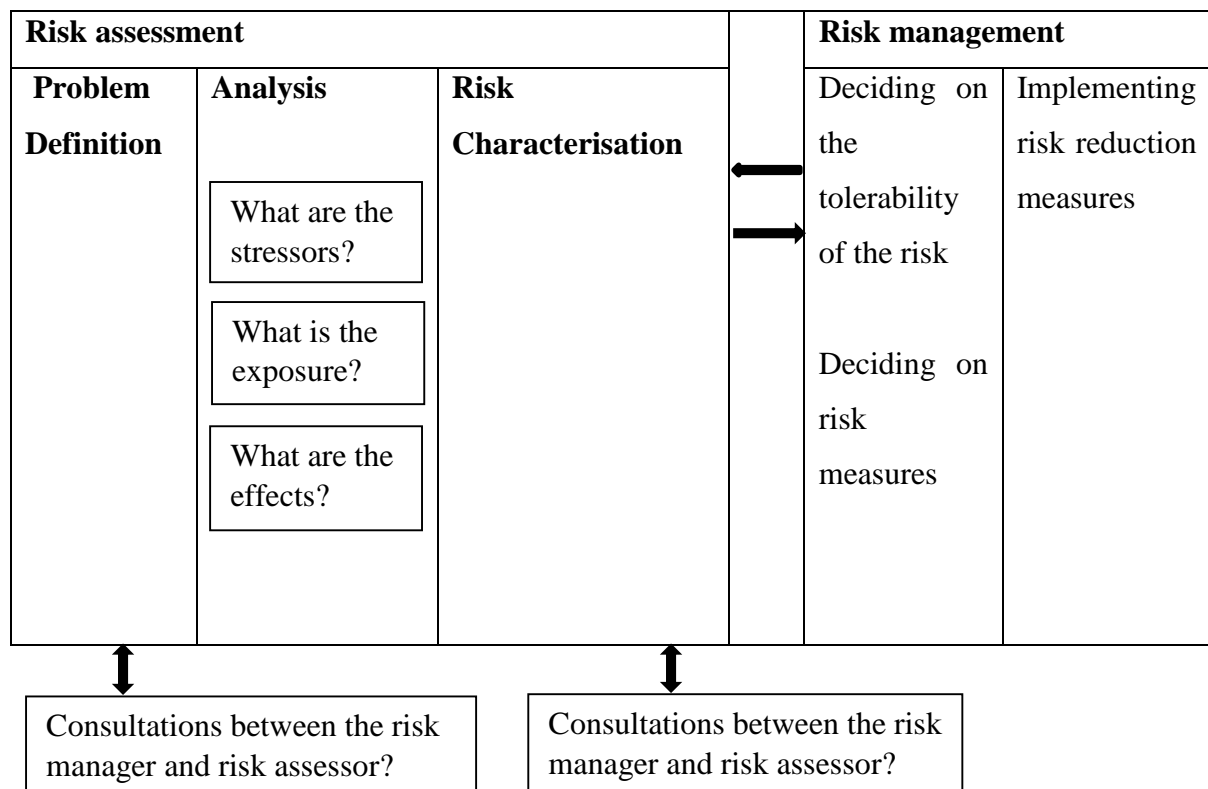 Risk assessment
Risk management
Problem
Definition
Analysis
What are the
stressors?
What is the
exposure?
What are the
effects?
Risk
Characterisation
Deciding on
the
tolerability
of the risk
Deciding on
risk
measures
Implementing
risk reduction
measures
Consultations between the risk
manager and risk assessor?
Consultations between the risk
manager and risk assessor?